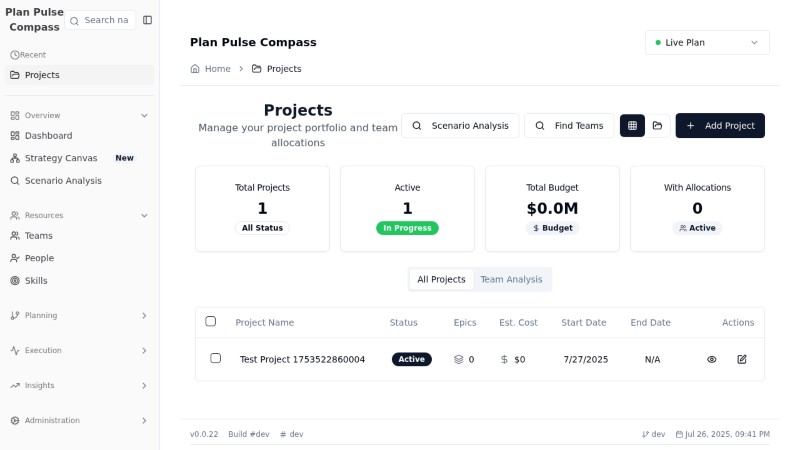 Plan Pulse
Compass
Search na
Recent
Projects
Overview
Dashboard
Strategy Canvas New
Scenario Analysis
Resources
Teams
People
Skills
Planning
Execution
Insights
Administration
Plan Pulse Compass
Live Plan
Home
Projects
Projects
Manage your project portfolio and team
allocations
Scenario Analysis
Find Teams
Add Project
Total Projects
1
All Status
Active
1
In Progress
Total Budget
$0.0M
Budget
With Allocations
0
Active
All Projects Team Analysis
Project Name Status Epics Est. Cost Start Date End Date Actions
Test Project 1753522860004 Active 0 $0 7/27/2025 N/A
v0.0.22 Build #dev # dev dev Jul 26, 2025, 09:41 PM